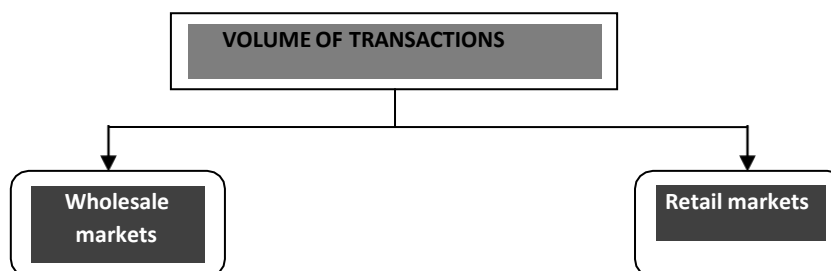 VOLUME OF TRANSACTIONS
Wholesale
markets
Retail markets